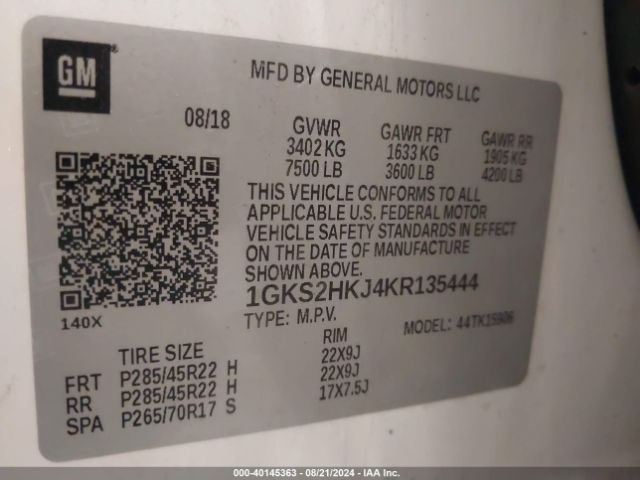 GM
MFD BY GENERAL MOTORS LLC
08/18
GVWR GAWR FRT GAWR RR
3402 KG 1633 KG 1905 KG
7500 LB 3600 LB 4200 LB
THIS VEHICLE CONFORMS TO ALL
APPLICABLE U.S. FEDERAL MOTOR
VEHICLE SAFETY STANDARDS IN EFFECT
ON THE DATE OF MANUFACTURE
SHOWN ABOVE.
1GKS2HKJ4KR135444
140X
TYPE: M.P.V. MODEL: 44TK15906
TIRE SIZE RIM
FRT P285/45R22 H 22X9J
RR P285/45R22 H 22X9J
SPA P265/70R17 S 17X7.5J
000-40145363 - 08/21/2024 - IAA Inc.